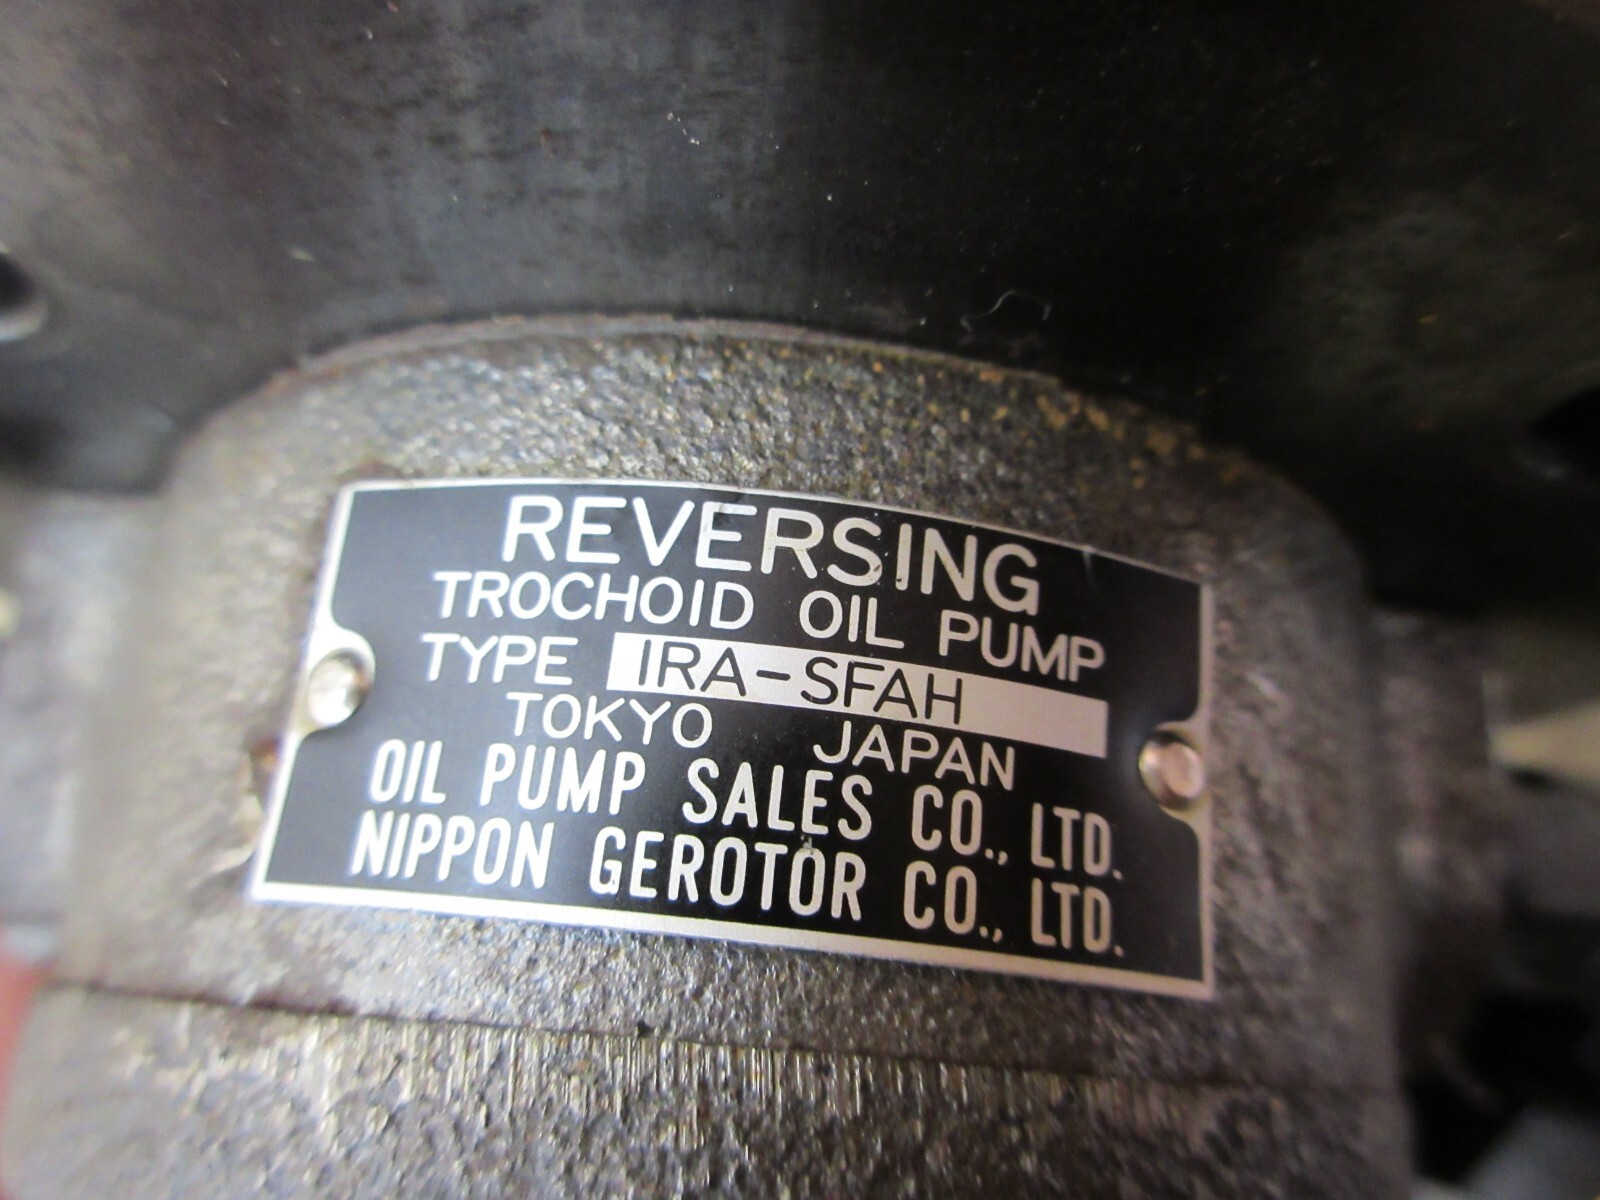 REVERSING
TROCHOID OIL PUMP
TYPE IRA-SFAH
TOKYO JAPAN
OIL PUMP SALES CO., LTD.
NIPPON GEROTOR CO., LTD.